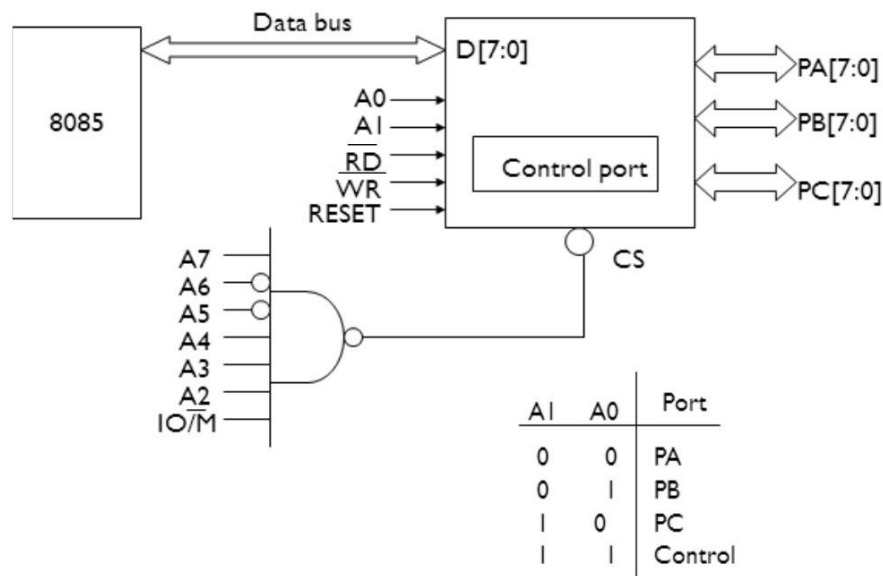 Data bus
8085
D[7:0]
A0
A1
R̅D̅
W̅R̅
RESET
Control port
PA[7:0]
PB[7:0]
PC[7:0]
CS
A7
A6
A5
A4
A3
A2
IO/M̅
A1 A0 Port
0 0 PA
0 1 PB
1 0 PC
1 1 Control